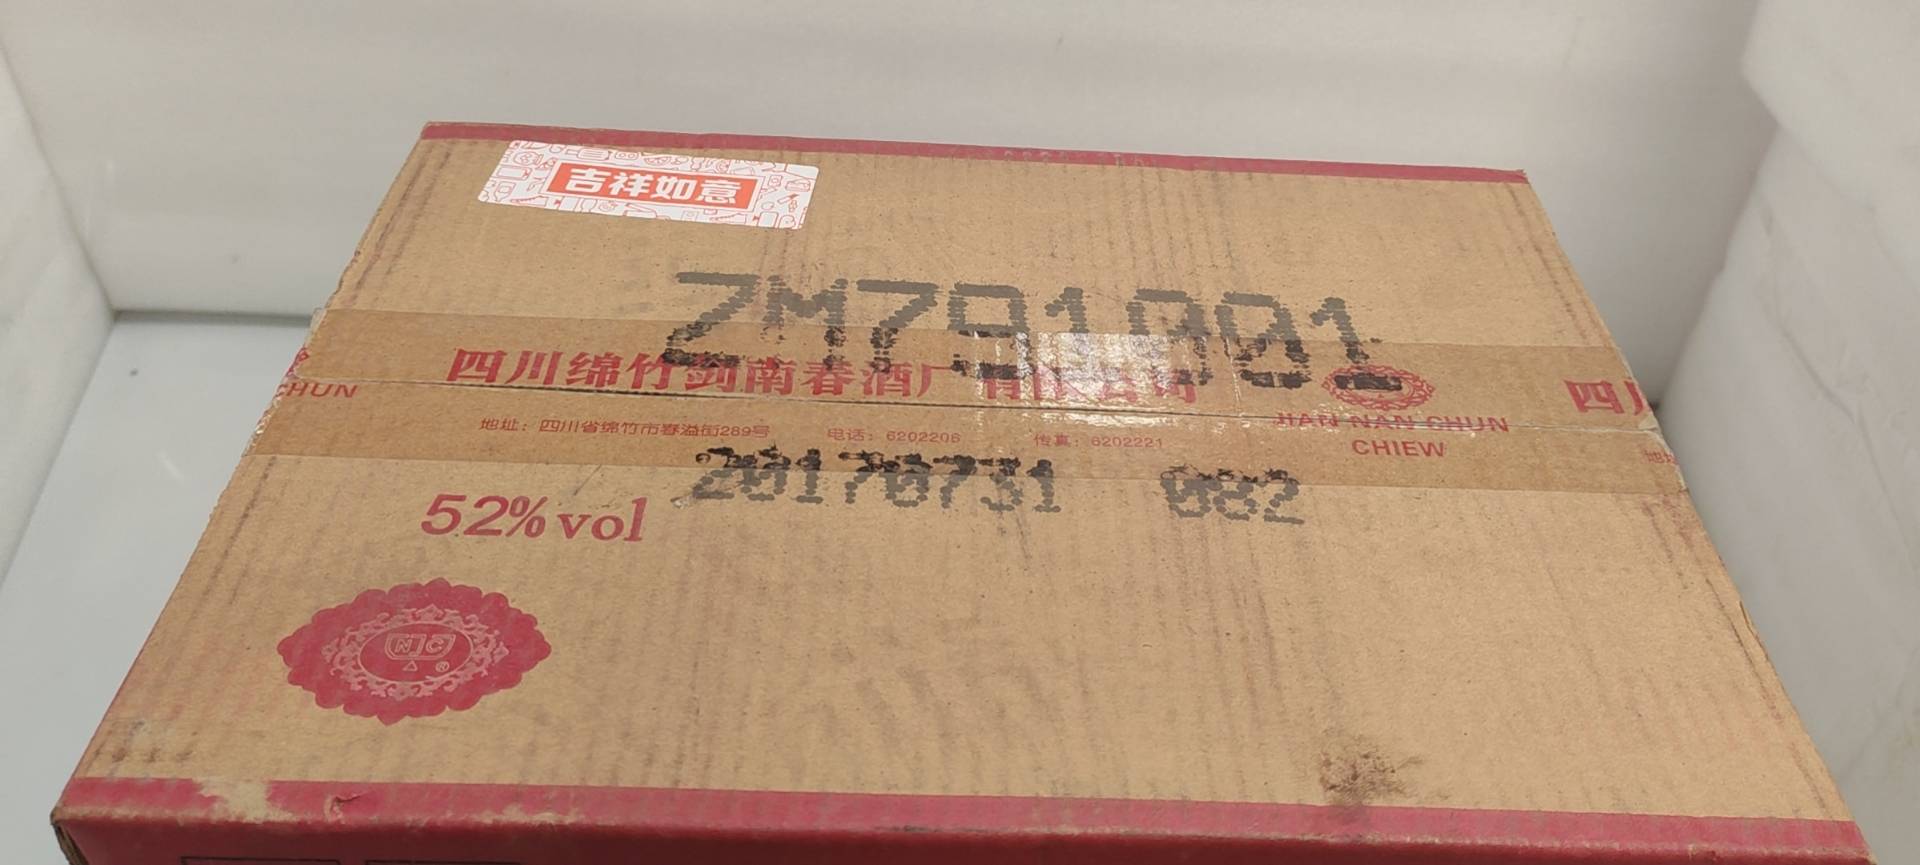 吉祥如意
ZM791001
四川绵竹剑南春酒厂有限公司
四川
CHUN
JIAN NAN CHUN
CHIEW
地址：四川省绵竹市春溢街289号 电话：6202206 传真：6202221
20170731 082
52%vol
NJC
®